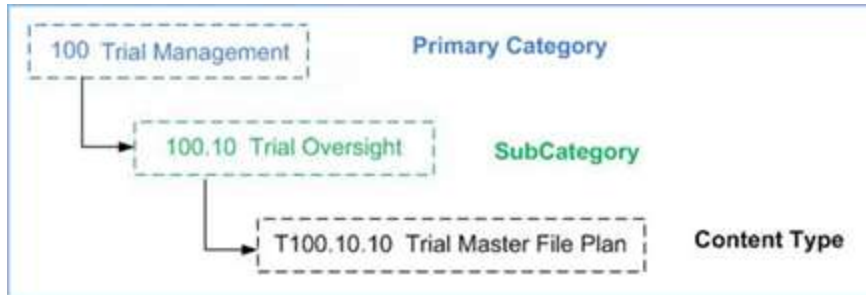 100 Trial Management Primary Category
100.10 Trial Oversight SubCategory
T100.10.10 Trial Master File Plan Content Type